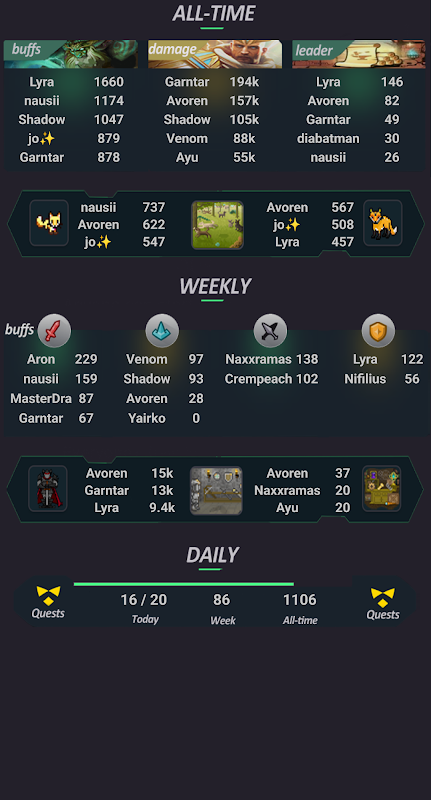 ALL-TIME
buffs damage leader
Lyra 1660 Garntar 194k Lyra 146
nausii 1174 Avoren 157k Avoren 82
Shadow 1047 Shadow 105k Garntar 49
jo✨ 879 Venom 88k diabatman 30
Garntar 878 Ayu 55k nausii 26
nausii 737 Avoren 567
Avoren 622 jo✨ 508
jo✨ 547 Lyra 457
WEEKLY
buffs
Aron 229 Venom 97 Naxxramas 138 Lyra 122
nausii 159 Shadow 93 Crempeach 102 Nifilius 56
MasterDra 87 Avoren 28
Garntar 67 Yairko 0
Avoren 15k Avoren 37
Garntar 13k Naxxramas 20
Lyra 9.4k Ayu 20
DAILY
16 / 20 86 1106
Quests Today Week All-time Quests